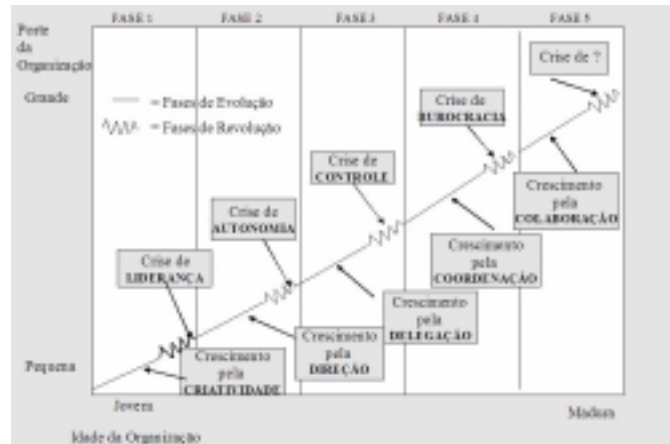 FASE 1 FASE 2 FASE 3 FASE 4 FASE 5
Porte
da
Organização
Grande
= Fases de Evolução
= Fases de Revolução
Crise de ?
Crise de
BUROCRACIA
Crise de
CONTROLE
Crise de
AUTONOMIA
Crise de
LIDERANÇA
Crescimento
pela
COLABORAÇÃO
Crescimento
pela
COORDENAÇÃO
Crescimento
pela
DELEGAÇÃO
Crescimento
pela
DIREÇÃO
Crescimento
pela
CRIATIVIDADE
Pequena
Jovem
Madura
Idade da Organização